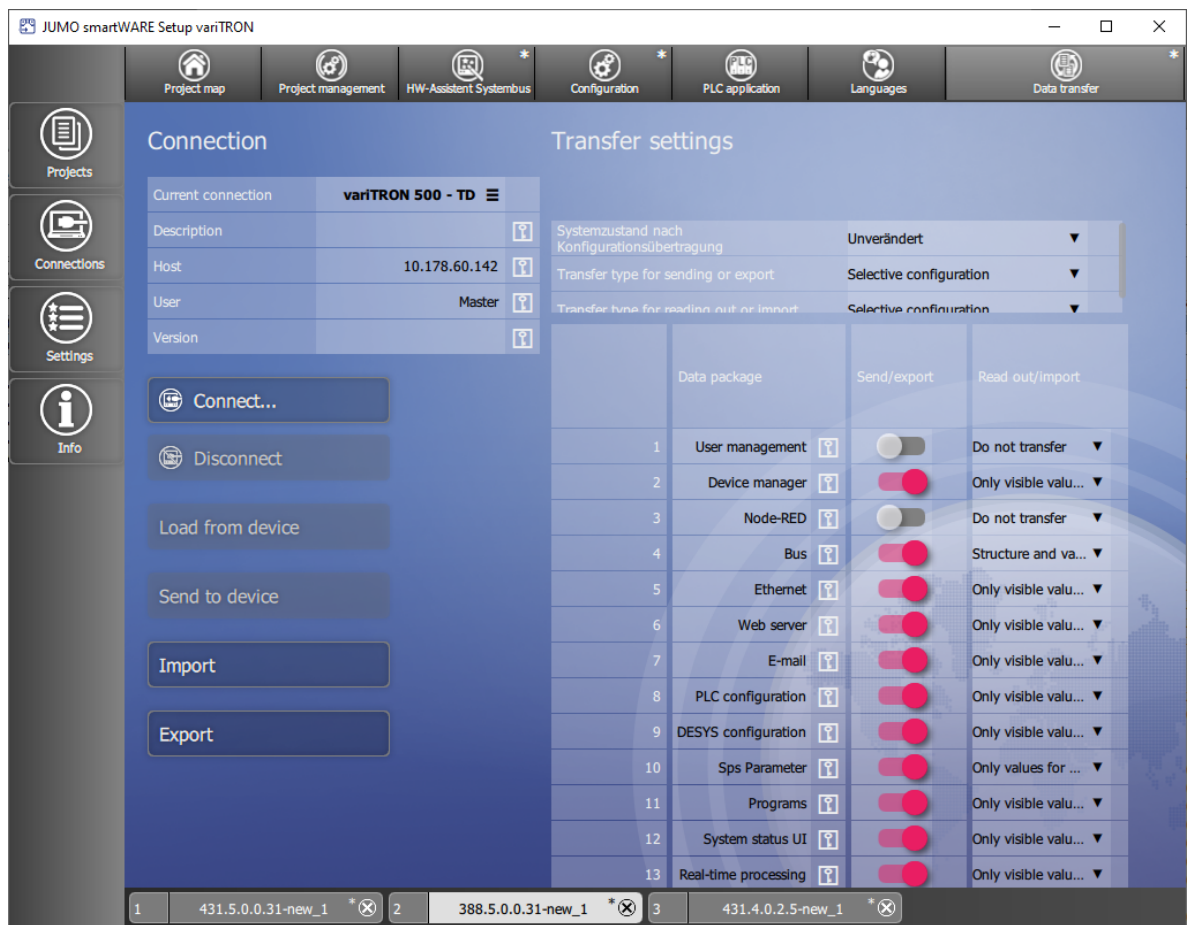 JUMO smartWARE Setup variTRON
Project map
Project management
HW-Assistent Systembus
*
Configuration
*
PLC application
Languages
Data transfer
*
Projects
Connections
Settings
Info
Connection
Current connection variTRON 500 - TD
Description
Host 10.178.60.142
User Master
Version
Connect...
Disconnect
Load from device
Send to device
Import
Export
Transfer settings
Systemzustand nach
Konfigurationsübertragung
Unverändert
Transfer type for sending or export Selective configuration
Transfer type for reading out or import Selective configuration
Data package Send/export Read out/import
1 User management Do not transfer
2 Device manager Only visible valu...
3 Node-RED Do not transfer
4 Bus Structure and va...
5 Ethernet Only visible valu...
6 Web server Only visible valu...
7 E-mail Only visible valu...
8 PLC configuration Only visible valu...
9 DESYS configuration Only visible valu...
10 Sps Parameter Only values for ...
11 Programs Only visible valu...
12 System status UI Only visible valu...
13 Real-time processing Only visible valu...
1 431.5.0.0.31-new_1 * 2 388.5.0.0.31-new_1 * 3 431.4.0.2.5-new_1 *